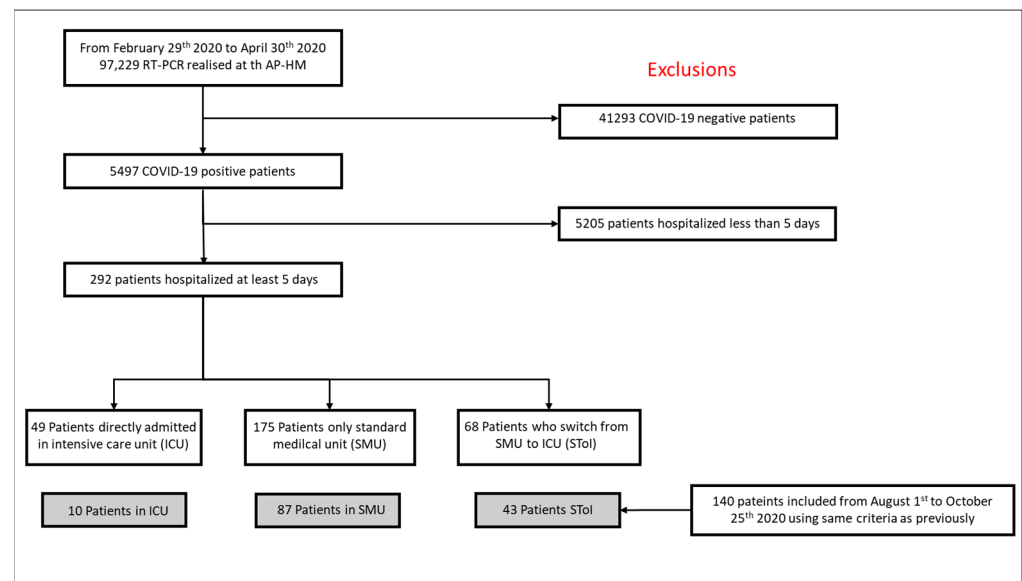 From February 29th 2020 to April 30th 2020
97,229 RT-PCR realised at th AP-HM
Exclusions
41293 COVID-19 negative patients
5497 COVID-19 positive patients
5205 patients hospitalized less than 5 days
292 patients hospitalized at least 5 days
49 Patients directly admitted
in intensive care unit (ICU)
175 Patients only standard
medilcal unit (SMU)
68 Patients who switch from
SMU to ICU (SToI)
10 Patients in ICU
87 Patients in SMU
43 Patients SToI
140 pateints included from August 1st to October
25th 2020 using same criteria as previously